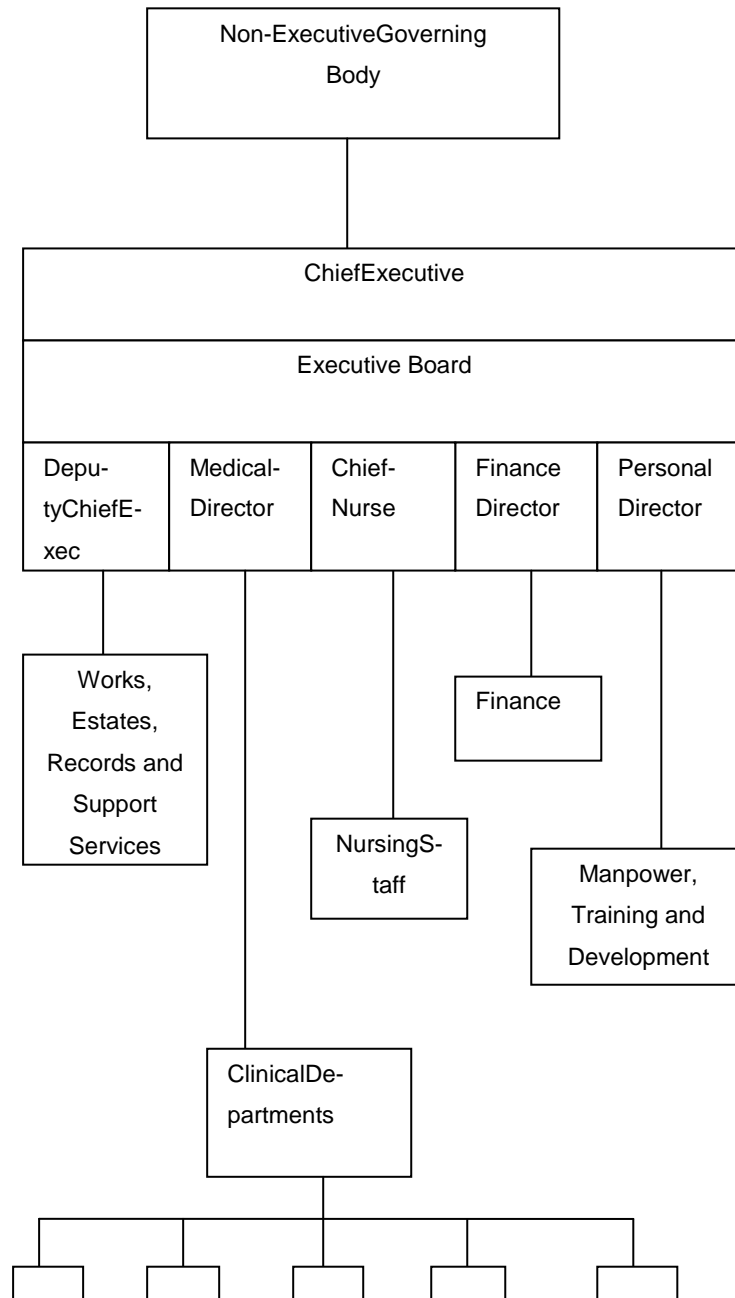 Non-ExecutiveGoverning
Body
ChiefExecutive
Executive Board
Depu-
tyChiefE-
xec
Medical-
Director
Chief-
Nurse
Finance
Director
Personal
Director
Works,
Estates,
Records and
Support
Services
Finance
NursingS-
taff
Manpower,
Training and
Development
ClinicalDe-
partments